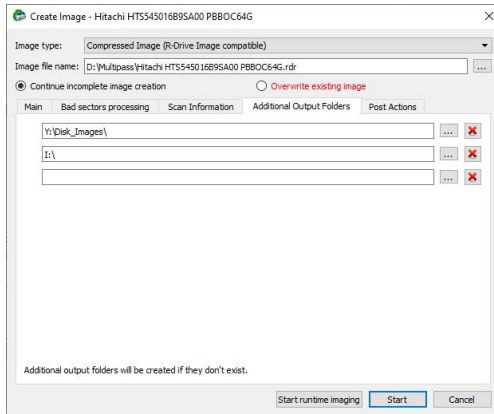 Create Image - Hitachi HTS545016B9SA00 PBBOC64G
Image type: Compressed Image (R-Drive Image compatible)
Image file name: D:\Multipass\Hitachi HTS545016B9SA00 PBBOC64G.rdr ...
Continue incomplete image creation Overwrite existing image
Main Bad sectors processing Scan Information Additional Output Folders Post Actions
Y:\Disk_Images\ ...
I:\ ...
...
Additional output folders will be created if they don't exist.
Start runtime imaging Start Cancel